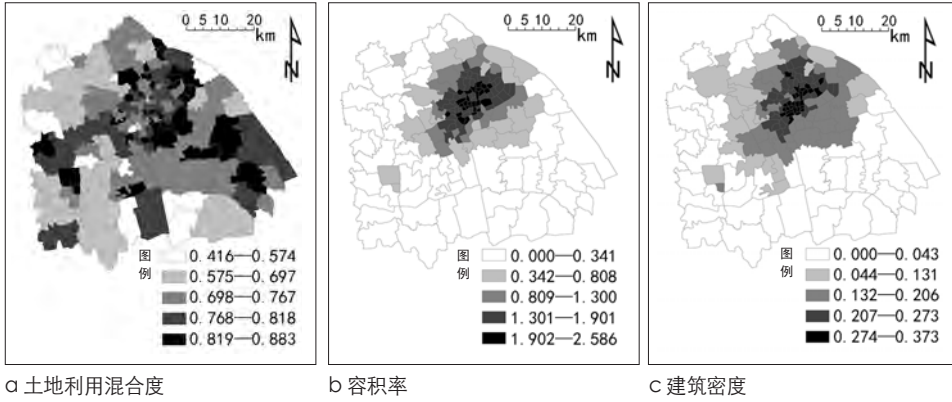 0 5 10 20
km
N
图
例
0.416—0.574
0.575—0.697
0.698—0.767
0.768—0.818
0.819—0.883
a 土地利用混合度
0 5 10 20
km
N
图
例
0.000—0.341
0.342—0.808
0.809—1.300
1.301—1.901
1.902—2.586
b 容积率
0 5 10 20
km
N
图
例
0.000—0.043
0.044—0.131
0.132—0.206
0.207—0.273
0.274—0.373
c 建筑密度